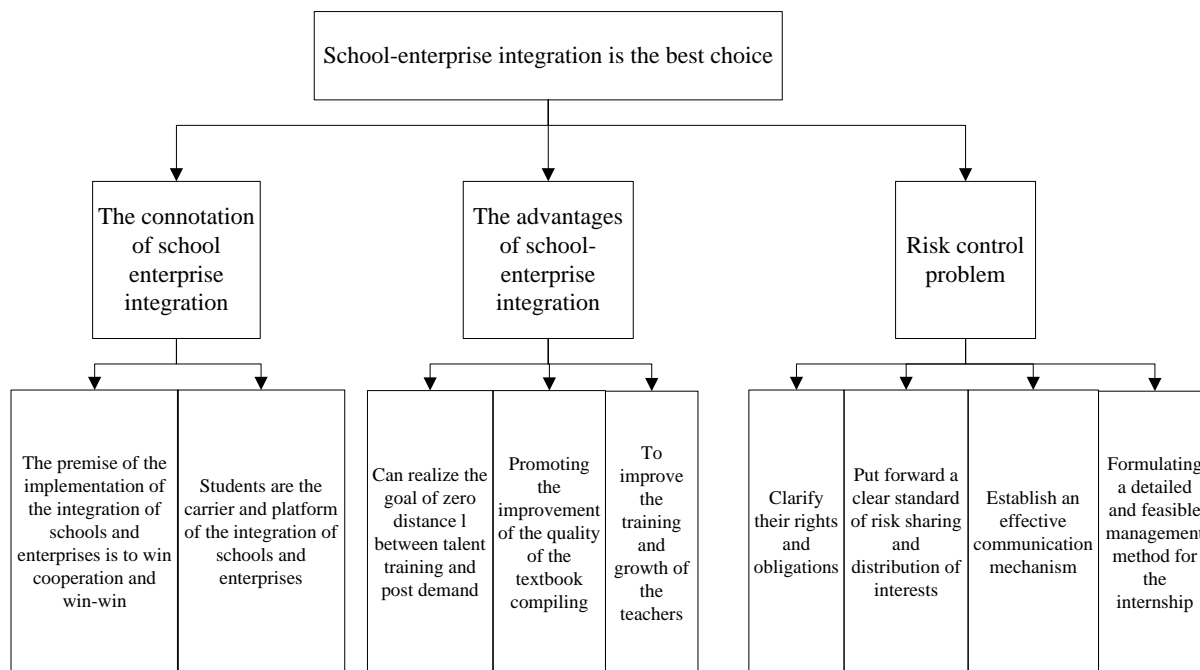 School-enterprise integration is the best choice
The connotation
of school
enterprise
integration
The advantages
of school-
enterprise
integration
Risk control
problem
The premise of the
implementation of
the integration of
schools and
enterprises is to win
cooperation and
win-win
Students are the
carrier and platform
of the integration of
schools and
enterprises
Can realize the
goal of zero
distance l
between talent
training and
post demand
Promoting
the
improvement
of the quality
of the
textbook
compiling
To
improve
the
training
and
growth of
the
teachers
Clarify
their rights
and
obligations
Put forward a
clear standard
of risk sharing
and
distribution of
interests
Establish an
effective
communication
mechanism
Formulating
a detailed
and feasible
management
method for
the
internship